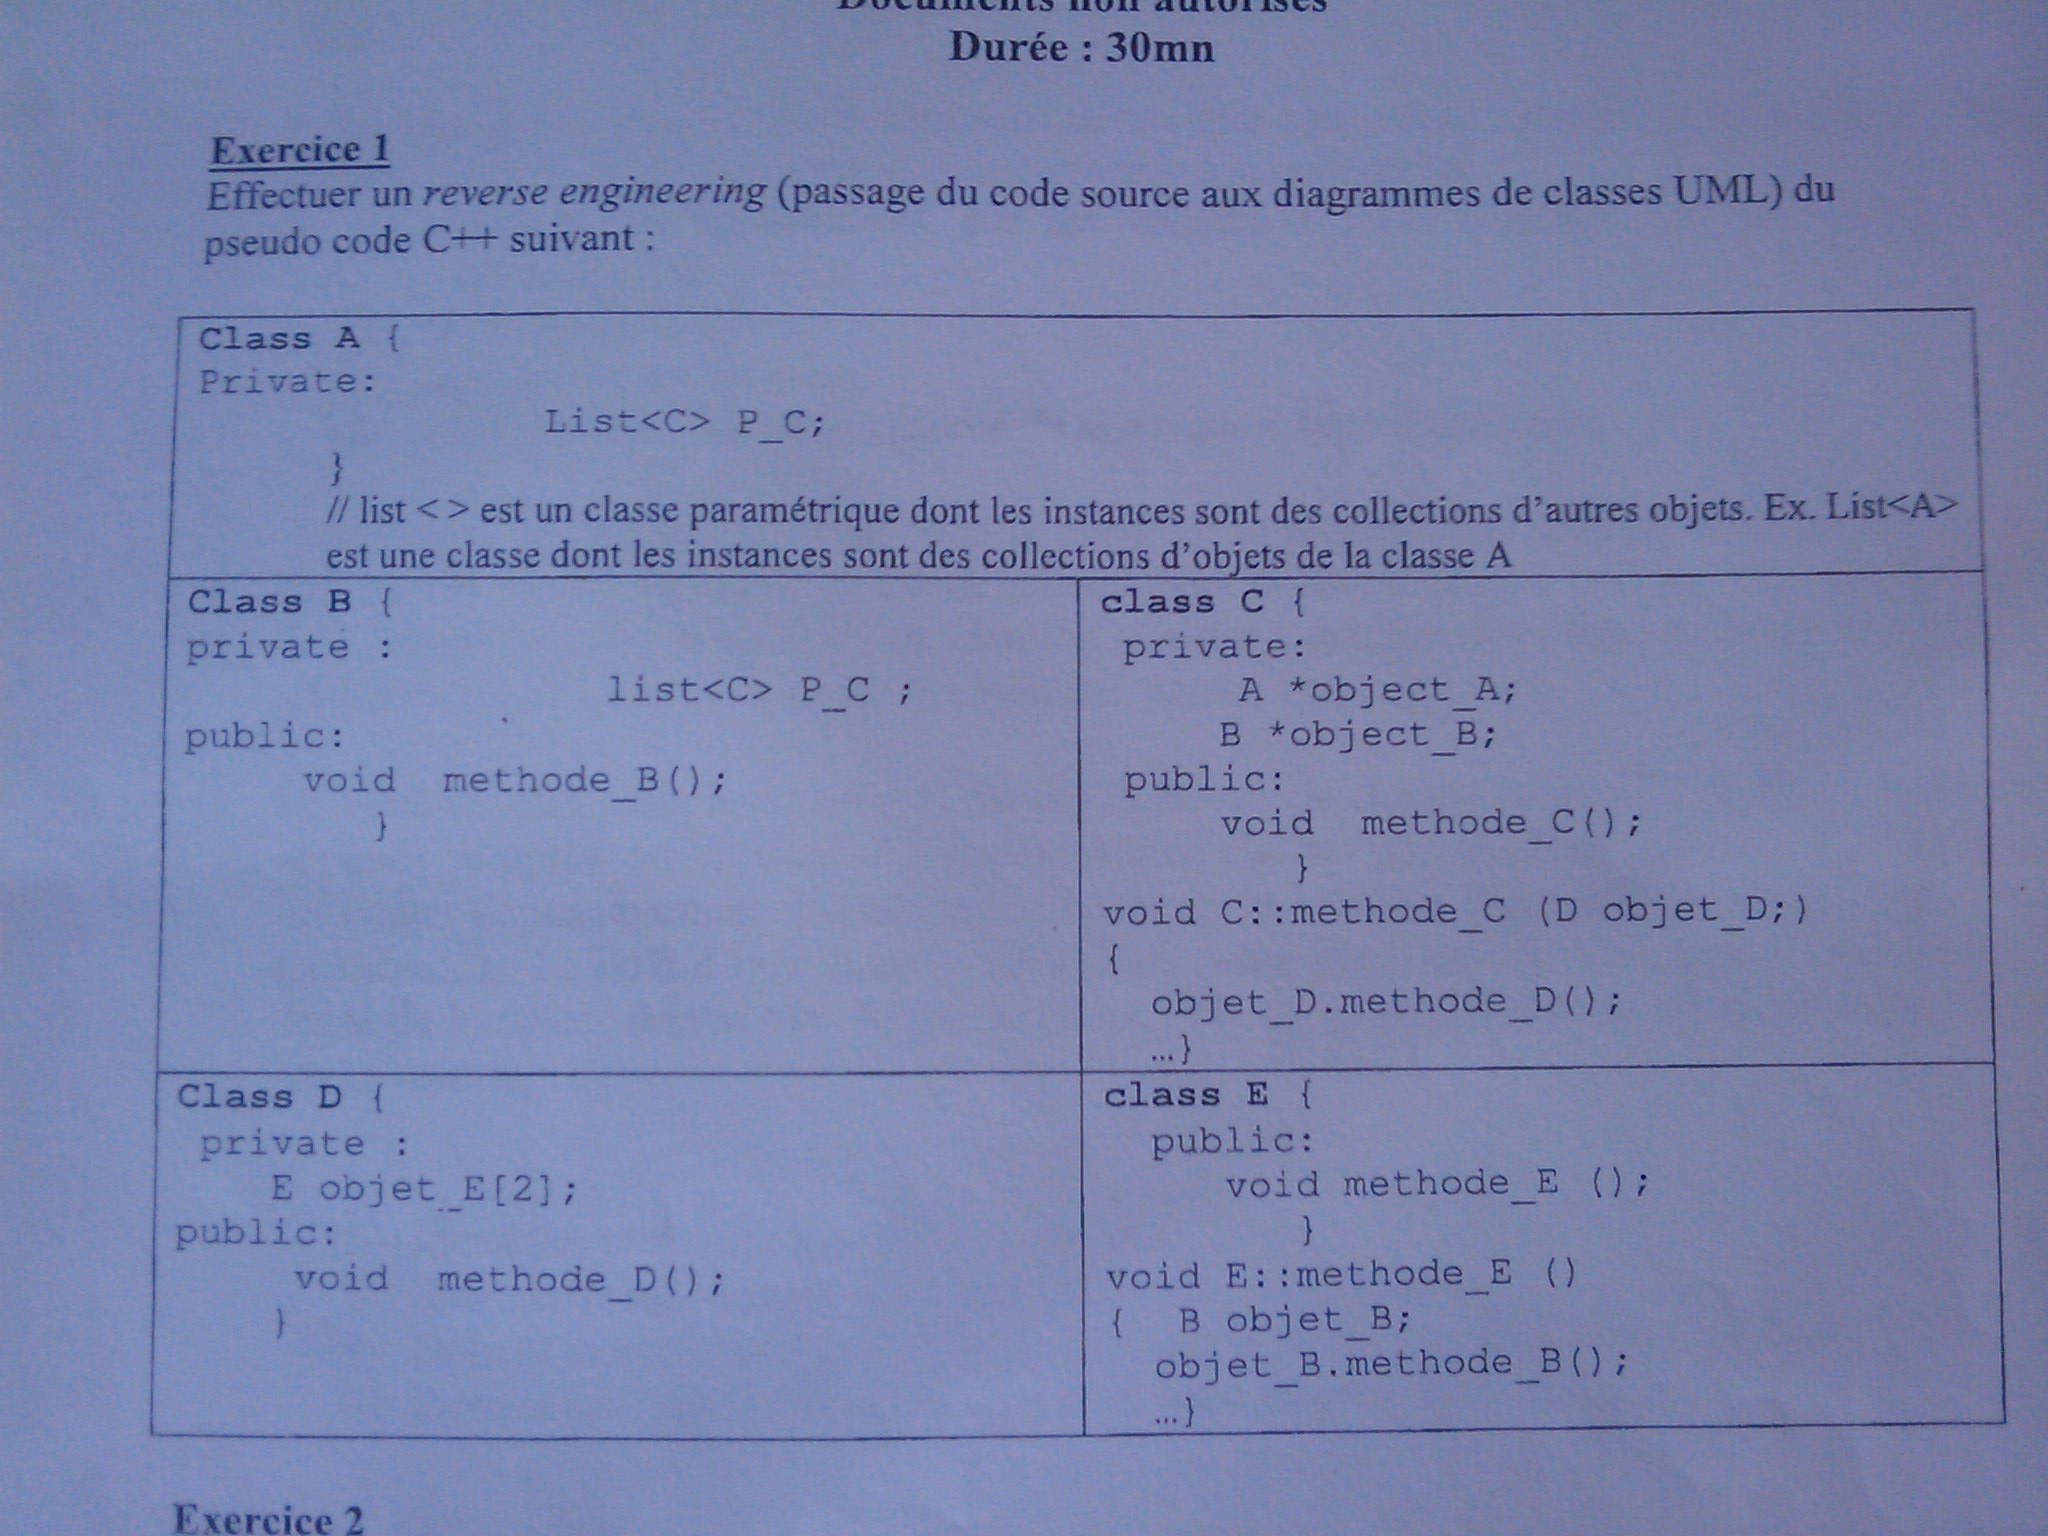 Documents non autorisés
Durée : 30mn
Exercice 1
Effectuer un reverse engineering (passage du code source aux diagrammes de classes UML) du
pseudo code C++ suivant :
Class A {
Private:
List<C> P_C;
}
// list < > est un classe paramétrique dont les instances sont des collections d'autres objets. Ex. List<A>
est une classe dont les instances sont des collections d'objets de la classe A
Class B {
private :
list<C> P_C ;
public:
void methode_B();
}
class C {
private:
A *object_A;
B *object_B;
public:
void methode_C();
}
void C::methode_C (D objet_D;)
{
objet_D.methode_D();
…}
Class D {
private :
E objet_E[2];
public:
void methode_D();
}
class E {
public:
void methode_E ();
}
void E::methode_E ()
{ B objet_B;
objet_B.methode_B();
…}
Exercice 2